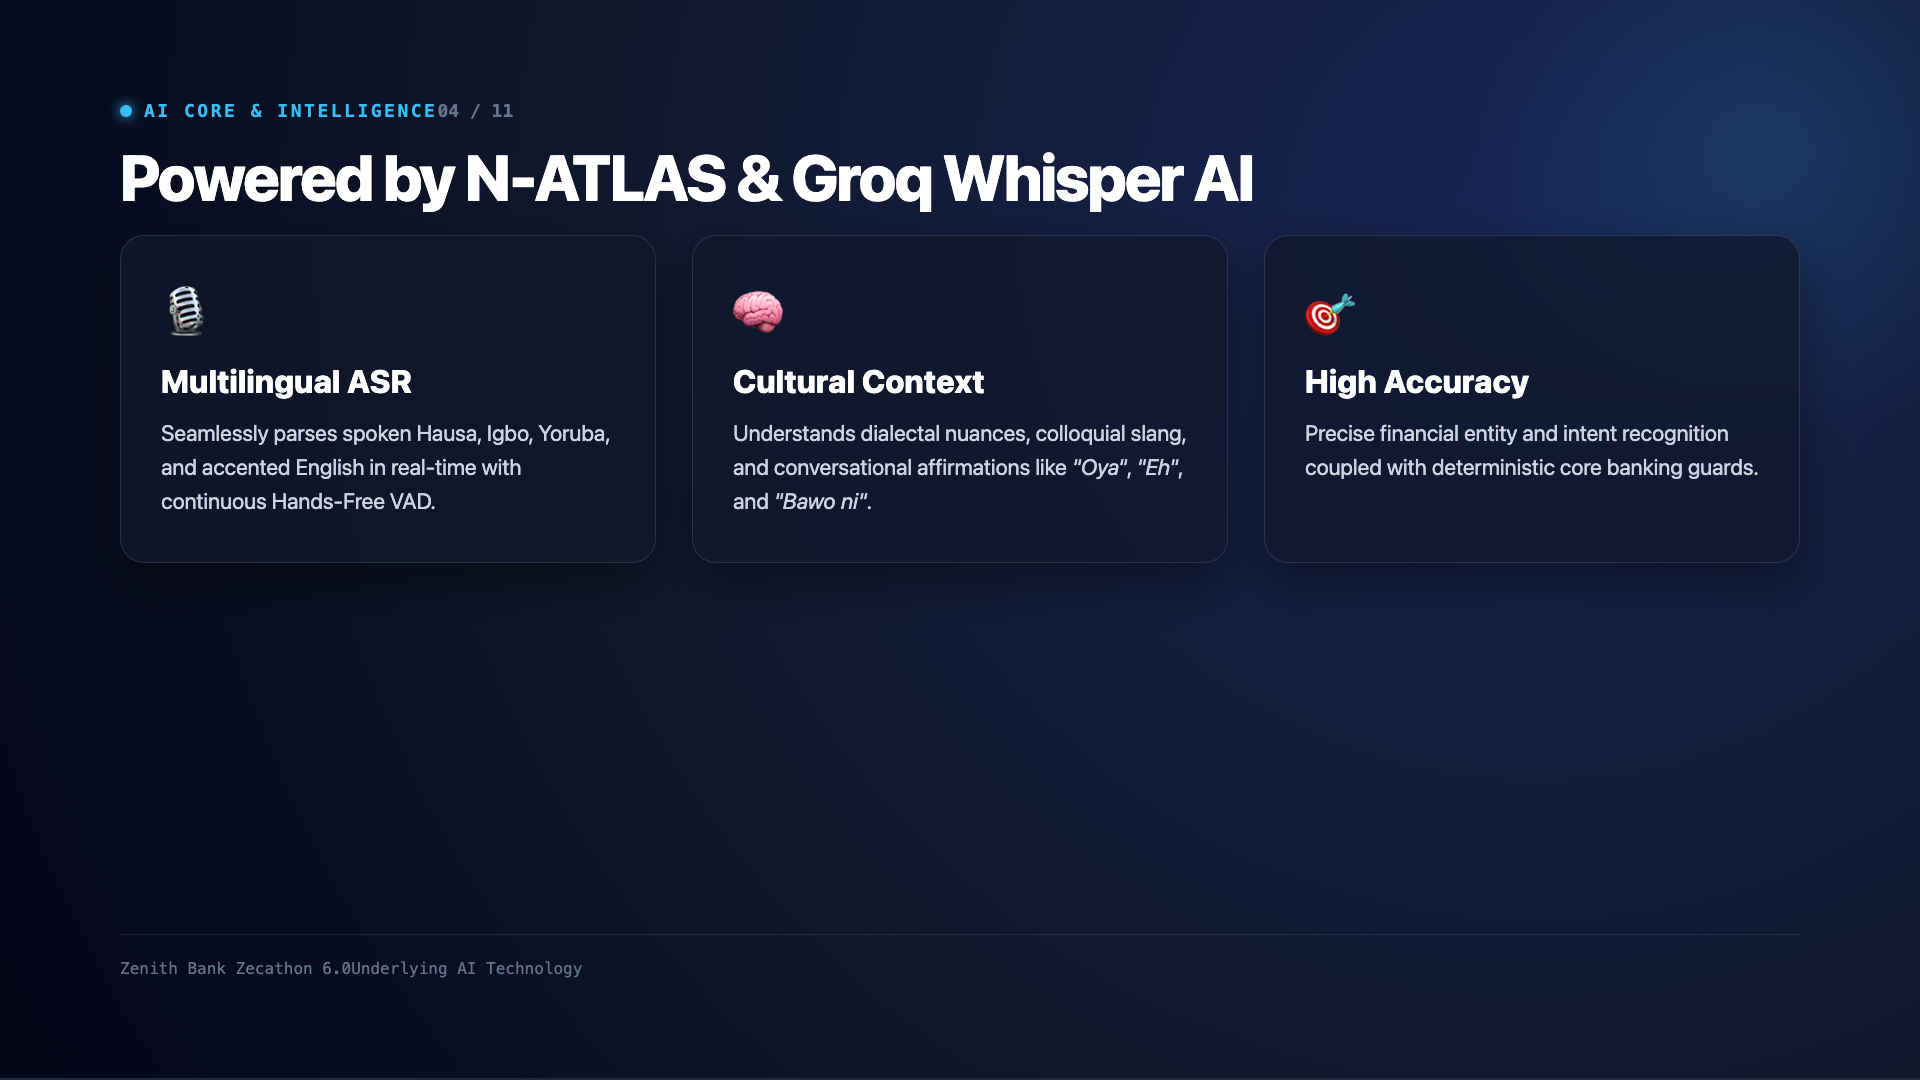 AI CORE & INTELLIGENCE04 / 11
Powered by N-ATLAS & Groq Whisper AI
Multilingual ASR
Seamlessly parses spoken Hausa, Igbo, Yoruba,
and accented English in real-time with
continuous Hands-Free VAD.
Cultural Context
Understands dialectal nuances, colloquial slang,
and conversational affirmations like "Oya", "Eh",
and "Bawo ni".
High Accuracy
Precise financial entity and intent recognition
coupled with deterministic core banking guards.
Zenith Bank Zecathon 6.0Underlying AI Technology